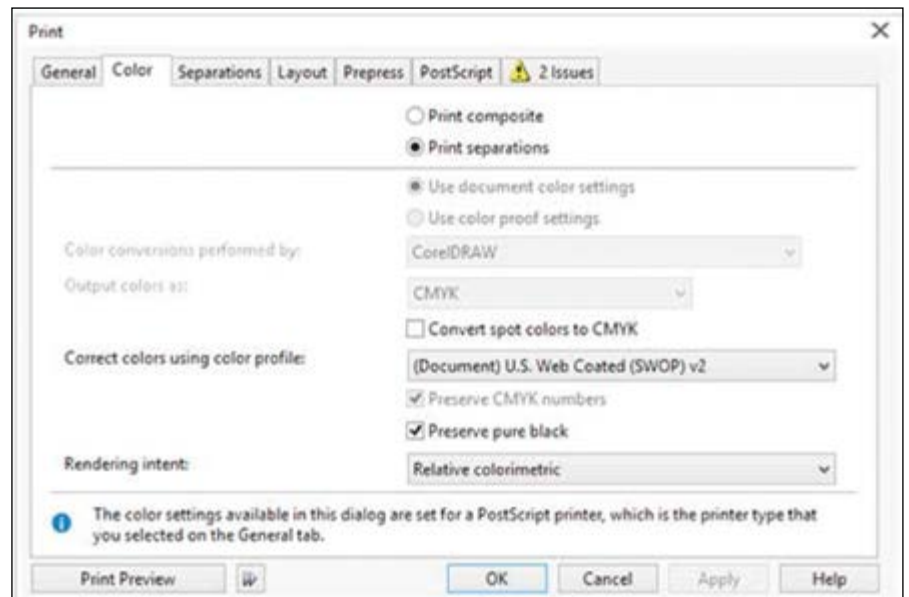 Print
General Color Separations Layout Prepress PostScript 2 Issues
Print composite
Print separations
Use document color settings
Use color proof settings
Color conversions performed by: CorelDRAW
Output colors as: CMYK
Convert spot colors to CMYK
Correct colors using color profile: (Document) U.S. Web Coated (SWOP) v2
Preserve CMYK numbers
Preserve pure black
Rendering intent: Relative colorimetric
The color settings available in this dialog are set for a PostScript printer, which is the printer type that
you selected on the General tab.
Print Preview OK Cancel Apply Help